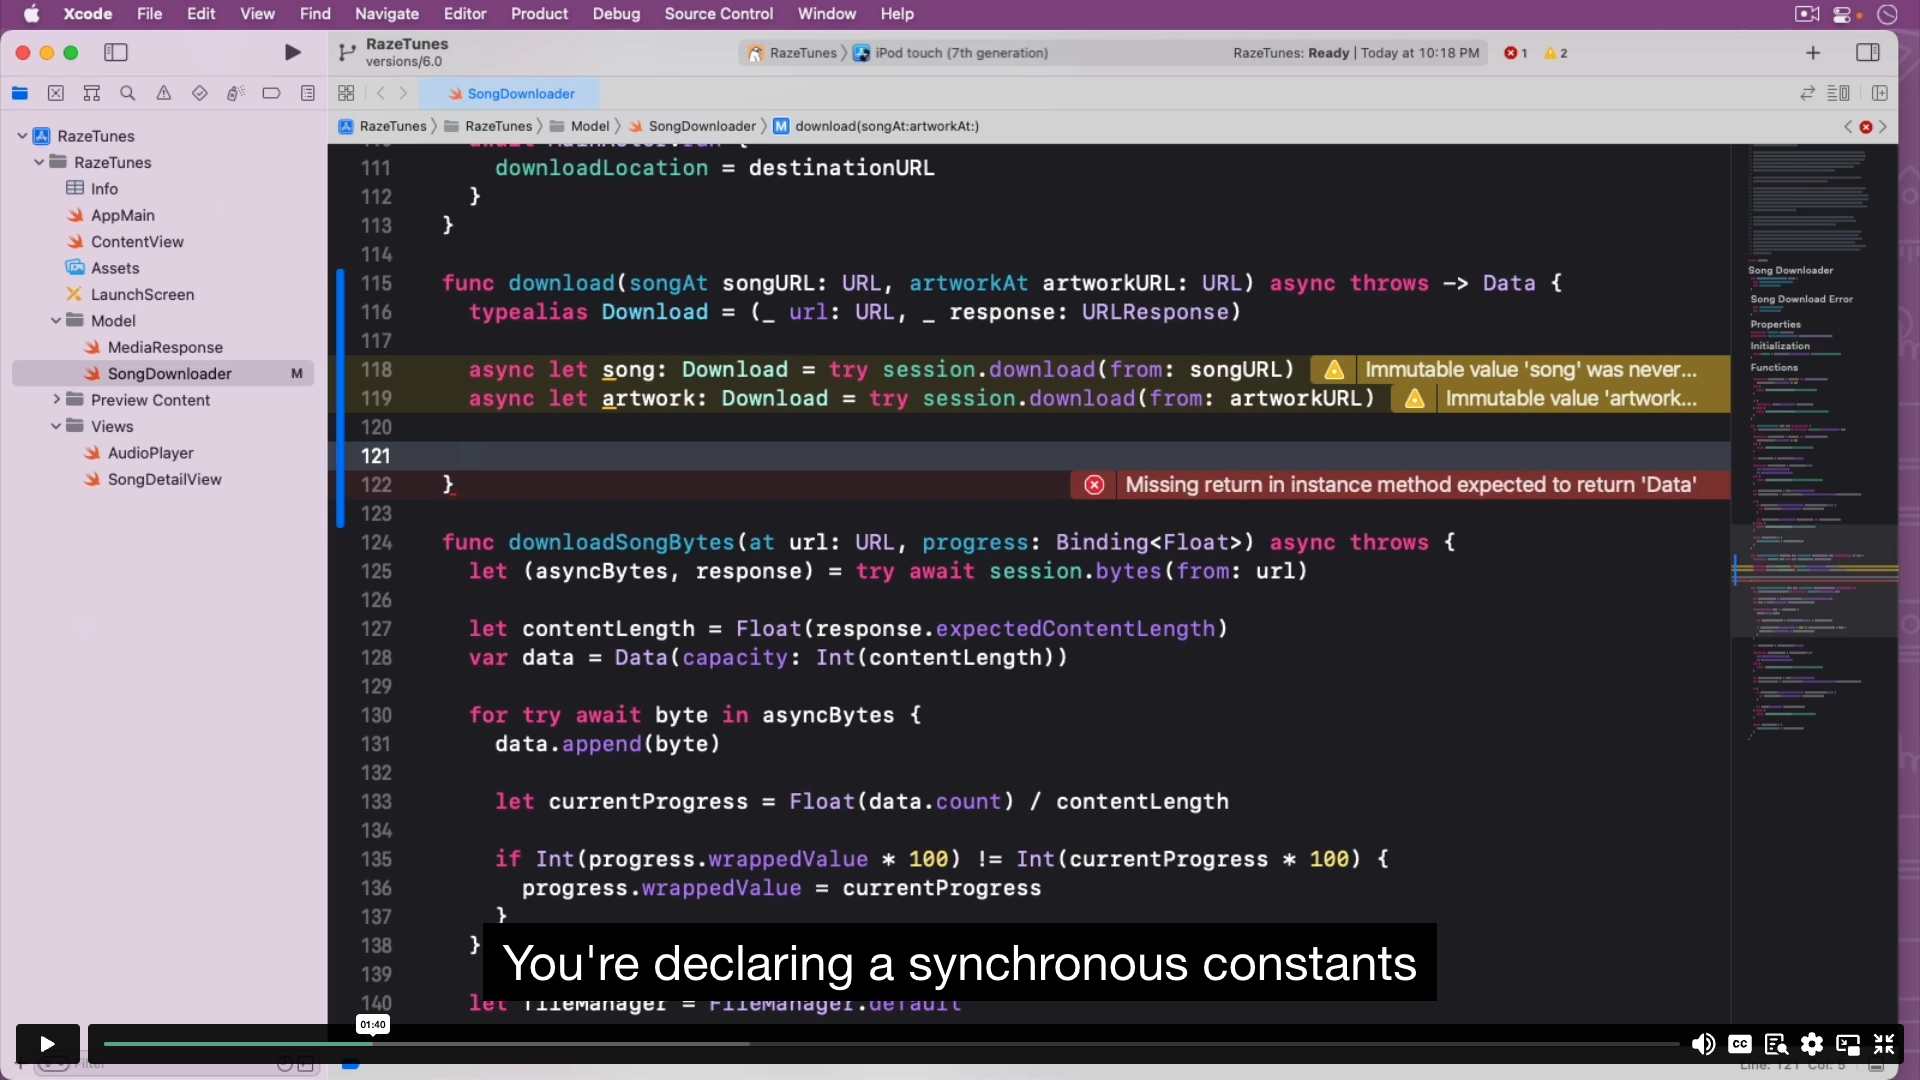 Xcode File Edit View Find Navigate Editor Product Debug Source Control Window Help
RazeTunes
versions/6.0
RazeTunes iPod touch (7th generation)
RazeTunes: Ready | Today at 10:18 PM 1 2
SongDownloader
RazeTunes RazeTunes Model SongDownloader M download(songAt:artworkAt:)
RazeTunes
RazeTunes
Info
AppMain
ContentView
Assets
LaunchScreen
Model
MediaResponse
SongDownloader M
Preview Content
Views
AudioPlayer
SongDetailView
110 await MainActor.run {
111 downloadLocation = destinationURL
112 }
113 }
114
115 func download(songAt songURL: URL, artworkAt artworkURL: URL) async throws -> Data {
116 typealias Download = (_ url: URL, _ response: URLResponse)
117
118 async let song: Download = try session.download(from: songURL) Immutable value 'song' was never...
119 async let artwork: Download = try session.download(from: artworkURL) Immutable value 'artwork...
120
121
122 } Missing return in instance method expected to return 'Data'
123
124 func downloadSongBytes(at url: URL, progress: Binding<Float>) async throws {
125 let (asyncBytes, response) = try await session.bytes(from: url)
126
127 let contentLength = Float(response.expectedContentLength)
128 var data = Data(capacity: Int(contentLength))
129
130 for try await byte in asyncBytes {
131 data.append(byte)
132
133 let currentProgress = Float(data.count) / contentLength
134
135 if Int(progress.wrappedValue * 100) != Int(currentProgress * 100) {
136 progress.wrappedValue = currentProgress
137 }
138 }
139
140 let fileManager = FileManager.default
Song Downloader
Song Download Error
Properties
Initialization
Functions
You're declaring a synchronous constants
01:40
CC
Filter
Line: 121 Col: 5